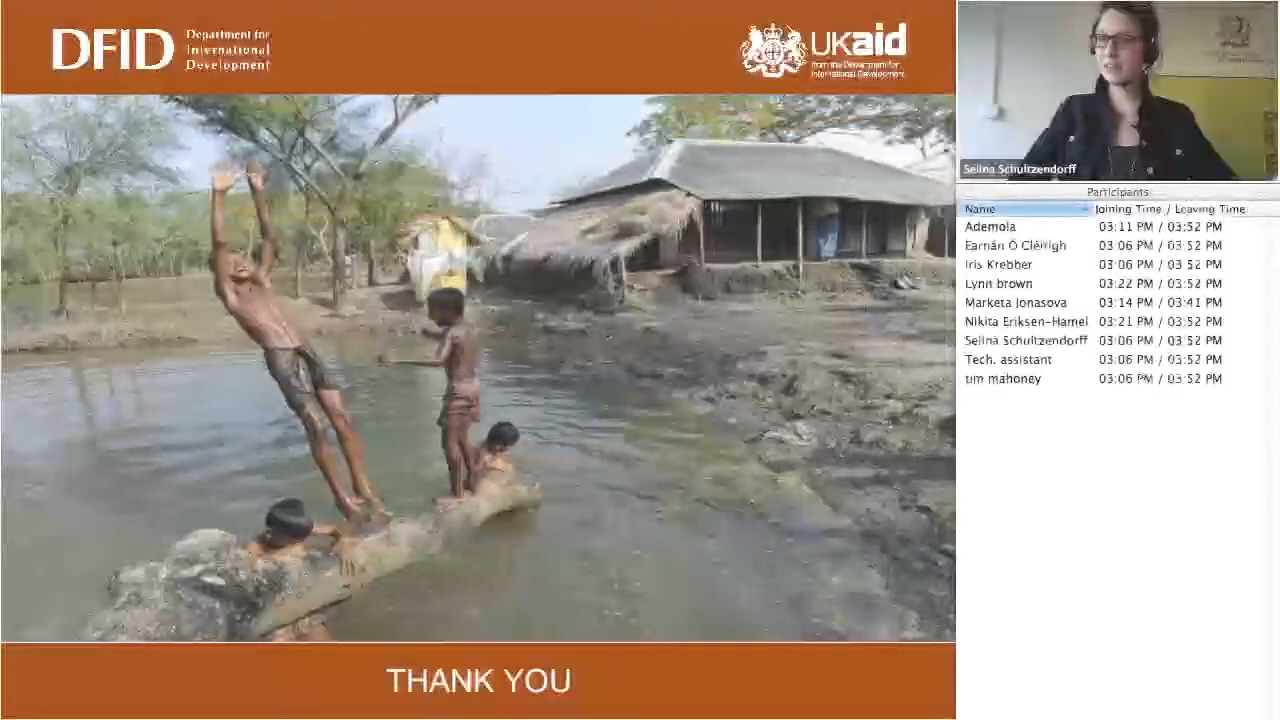 DFID
Department for
International
Development
UKaid
from the Department for
International Development
THANK YOU
Selina Schultzendorff
Participants
Name Joining Time / Leaving Time
Ademola 03:11 PM / 03:52 PM
Eamán Ó Cléirigh 03:06 PM / 03:52 PM
Iris Krebber 03:06 PM / 03:52 PM
Lynn brown 03:22 PM / 03:52 PM
Marketa Jonasova 03:14 PM / 03:41 PM
Nikita Eriksen-Hamel 03:21 PM / 03:52 PM
Selina Schultzendorff 03:06 PM / 03:52 PM
Tech. assistant 03:06 PM / 03:52 PM
tim mahoney 03:06 PM / 03:52 PM